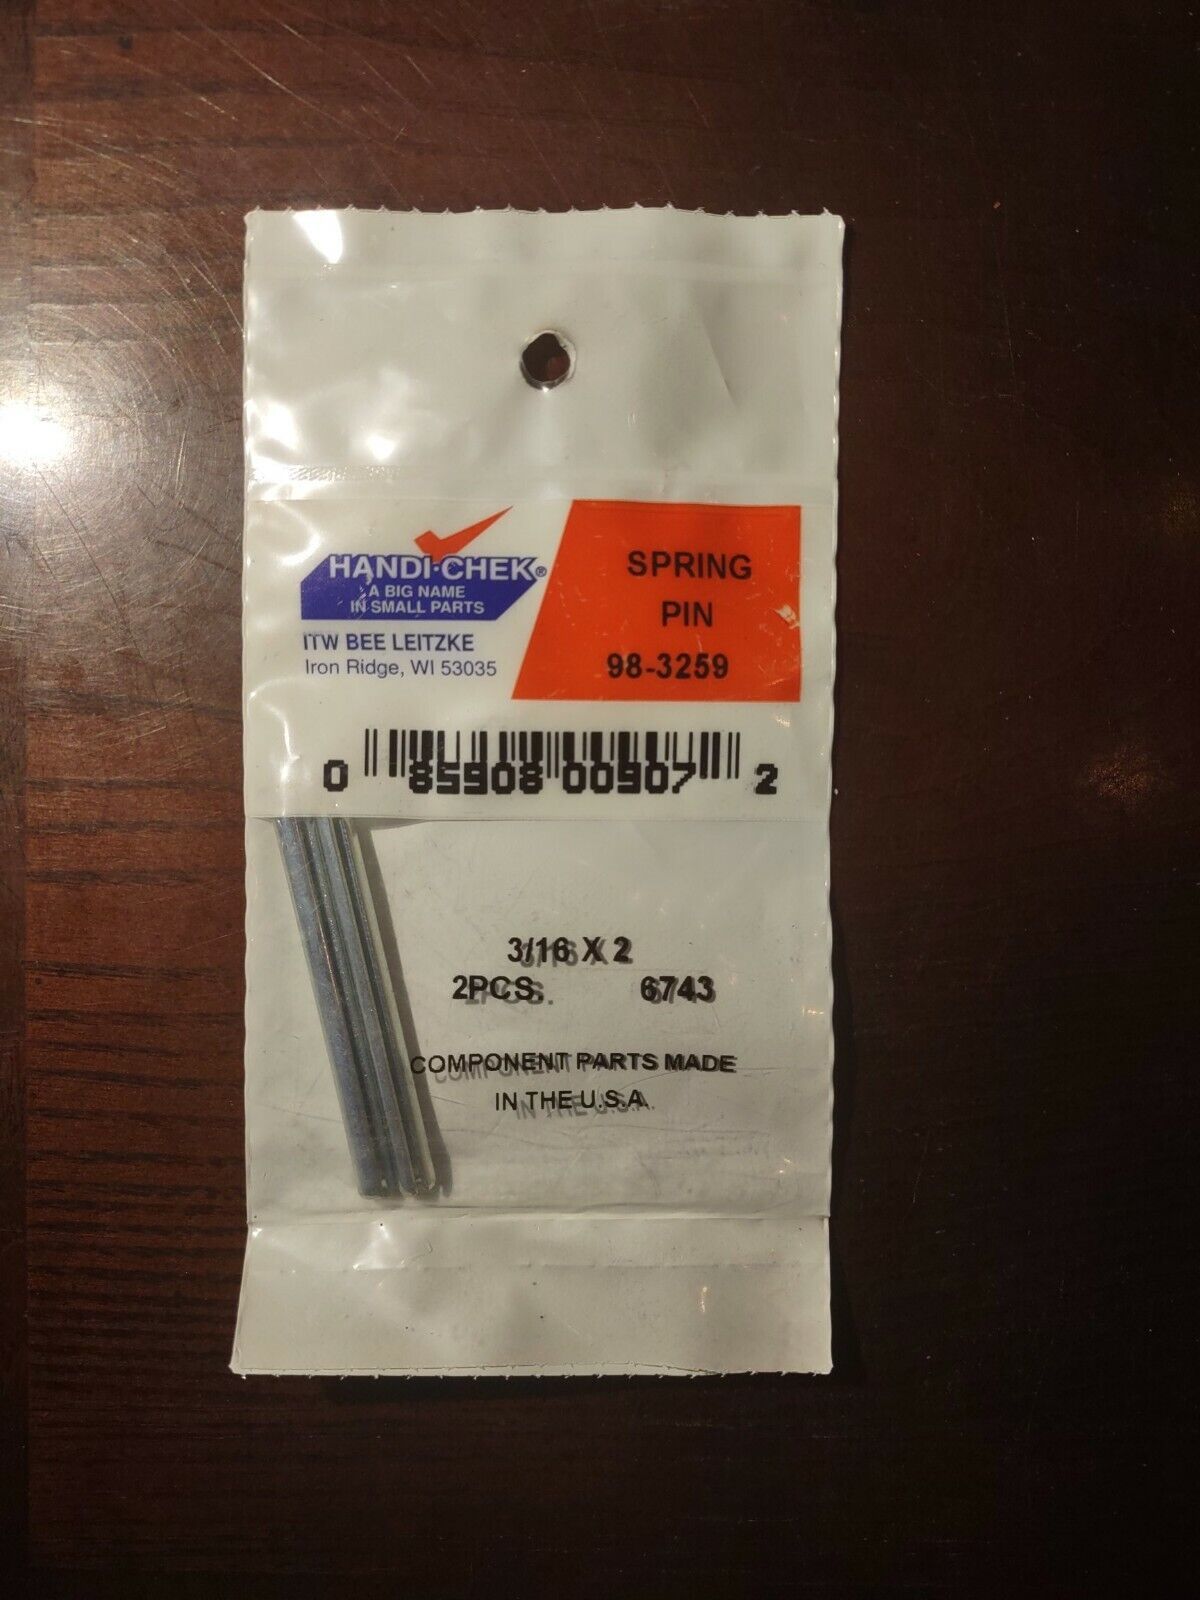 HANDI·CHEK®
A BIG NAME
IN SMALL PARTS
ITW BEE LEITZKE
Iron Ridge, WI 53035
SPRING
PIN
98-3259
0 85908 00907 2
3/16 X 2
2PCS. 6743
COMPONENT PARTS MADE
IN THE U.S.A.